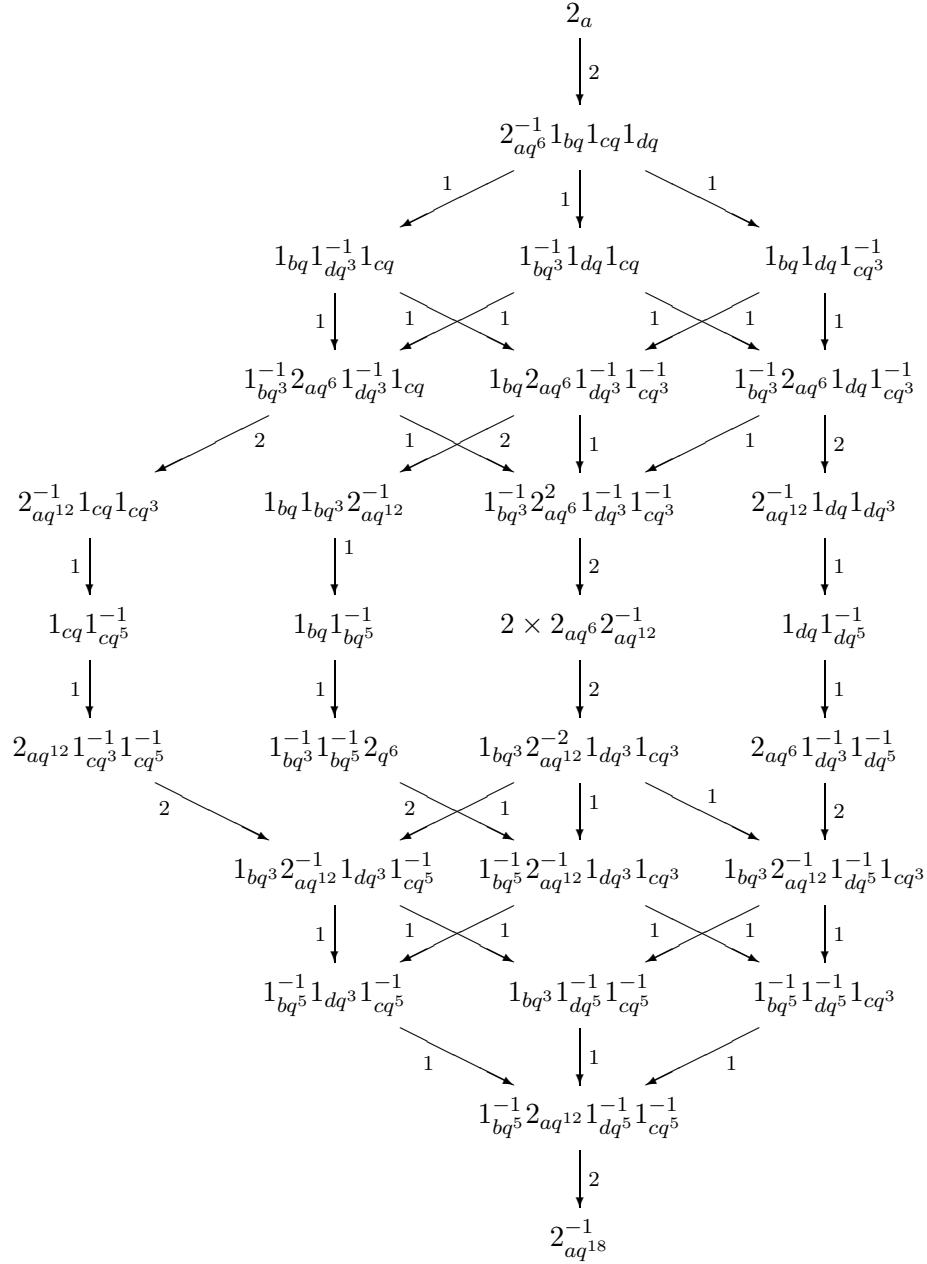 2_a
2
2^{-1}_{aq^6}1_{bq}1_{cq}1_{dq}
1 1 1
1_{bq}1^{-1}_{dq^3}1_{cq} 1^{-1}_{bq^3}1_{dq}1_{cq} 1_{bq}1_{dq}1^{-1}_{cq^3}
1 1 1 1 1 1
1^{-1}_{bq^3}2_{aq^6}1^{-1}_{dq^3}1_{cq} 1_{bq}2_{aq^6}1^{-1}_{dq^3}1^{-1}_{cq^3} 1^{-1}_{bq^3}2_{aq^6}1_{dq}1^{-1}_{cq^3}
2 1 2 1 1 2
2^{-1}_{aq^{12}}1_{cq}1_{cq^3} 1_{bq}1_{bq^3}2^{-1}_{aq^{12}} 1^{-1}_{bq^3}2^2_{aq^6}1^{-1}_{dq^3}1^{-1}_{cq^3} 2^{-1}_{aq^{12}}1_{dq}1_{dq^3}
1 1 2 1
1_{cq}1^{-1}_{cq^5} 1_{bq}1^{-1}_{bq^5} 2 × 2_{aq^6}2^{-1}_{aq^{12}} 1_{dq}1^{-1}_{dq^5}
1 1 2 1
2_{aq^{12}}1^{-1}_{cq^3}1^{-1}_{cq^5} 1^{-1}_{bq^3}1^{-1}_{bq^5}2_{q^6} 1_{bq^3}2^{-2}_{aq^{12}}1_{dq^3}1_{cq^3} 2_{aq^6}1^{-1}_{dq^3}1^{-1}_{dq^5}
2 2 1 1 1 2
1_{bq^3}2^{-1}_{aq^{12}}1_{dq^3}1^{-1}_{cq^5} 1^{-1}_{bq^5}2^{-1}_{aq^{12}}1_{dq^3}1_{cq^3} 1_{bq^3}2^{-1}_{aq^{12}}1^{-1}_{dq^5}1_{cq^3}
1 1 1 1 1 1
1^{-1}_{bq^5}1_{dq^3}1^{-1}_{cq^5} 1_{bq^3}1^{-1}_{dq^5}1^{-1}_{cq^5} 1^{-1}_{bq^5}1^{-1}_{dq^5}1_{cq^3}
1 1 1
1^{-1}_{bq^5}2_{aq^{12}}1^{-1}_{dq^5}1^{-1}_{cq^5}
2
2^{-1}_{aq^{18}}